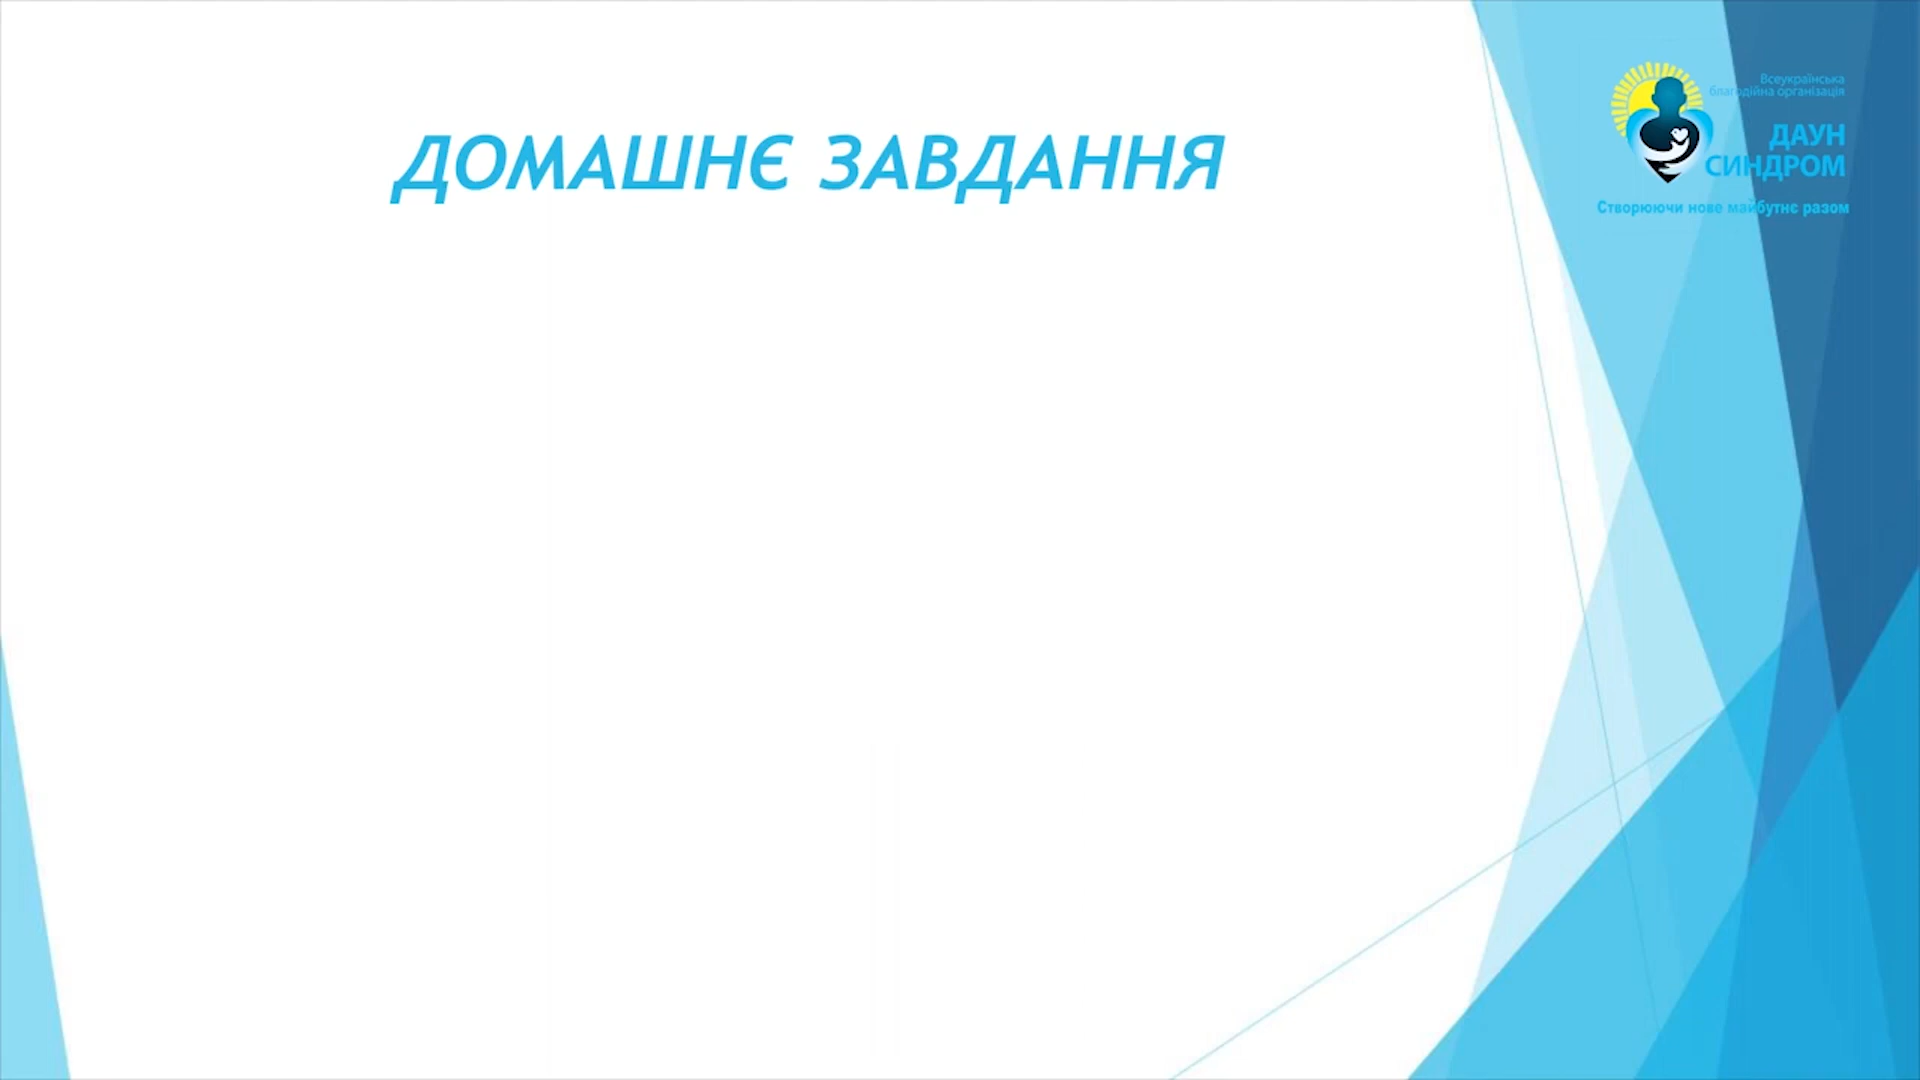 ДОМАШНЄ ЗАВДАННЯ
Всеукраїнська
благодійна організація
ДАУН
СИНДРОМ
Створюючи нове майбутнє разом